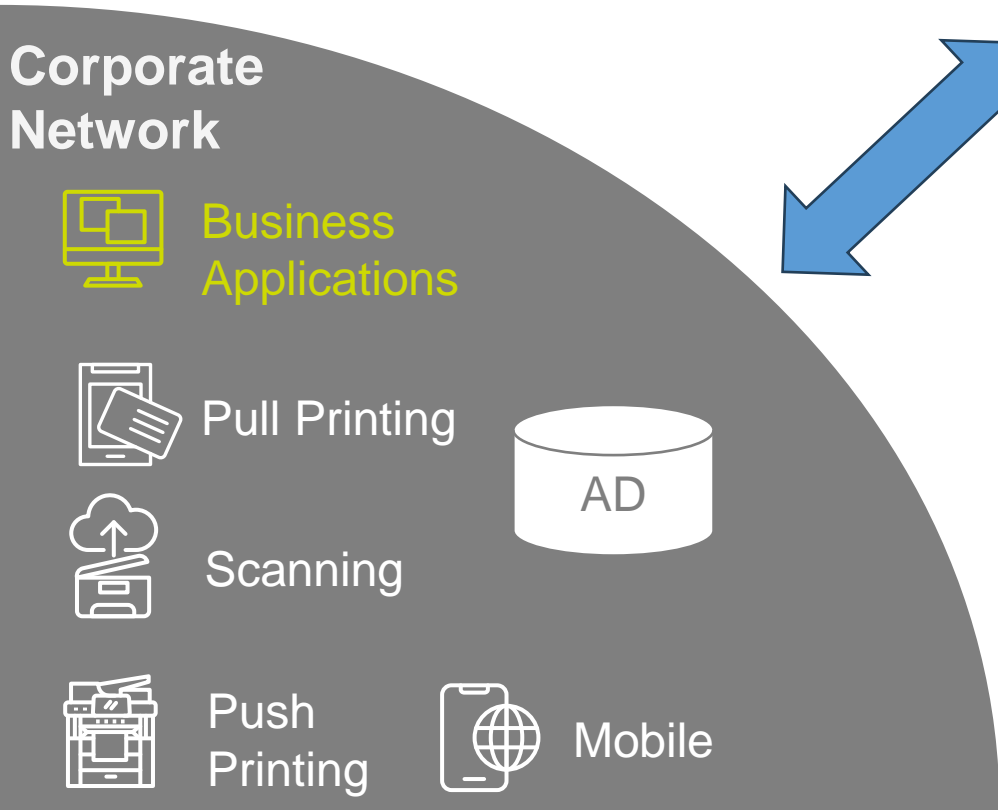 Corporate
Network
Business
Applications
Pull Printing
AD
Scanning
Push
Printing
Mobile